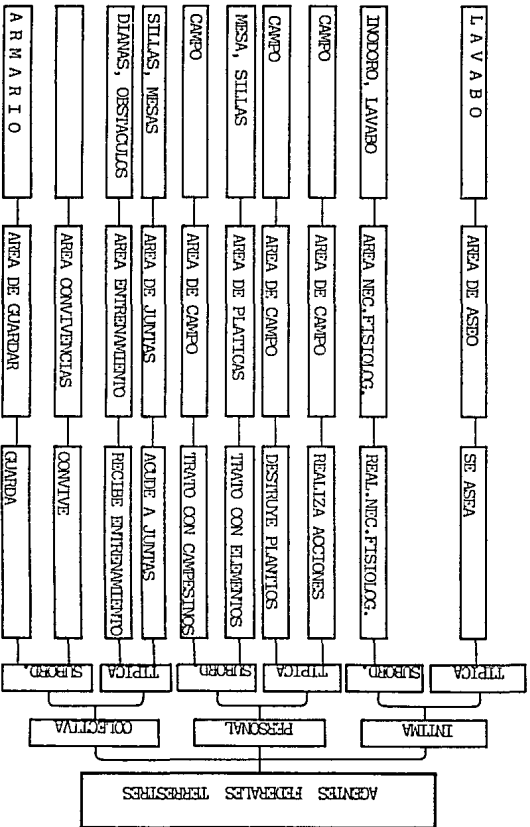 AGENTES FEDERALES TERRESTRES
INTIMA
TIPICA
SE ASEA
AREA DE ASEO
LAVABO
SUBORD.
REAL.NEC.FISIOLOG.
AREA NEC.FISIOLOG.
INODORO, LAVABO
PERSONAL
TIPICA
REALIZA ACCIONES
AREA DE CAMPO
CAMPO
DESTRUYE PLANTIOS
AREA DE CAMPO
CAMPO
SUBORD
TRATO CON ELEMENTOS
AREA DE PLATICAS
MESA, SILLAS
TRATO CON CAMPESINOS
AREA DE CAMPO
CAMPO
COLECTIVA
TIPICA
ACUDE A JUNTAS
AREA DE JUNTAS
SILLAS, MESAS
RECIBE ENTRENAMIENTO
AREA ENTRENAMIENTO
DIANAS, OBSTACULOS
SUBORD.
CONVIVE
AREA CONVIVENCIAS
GUARDA
AREA DE GUARDAR
ARMARIO